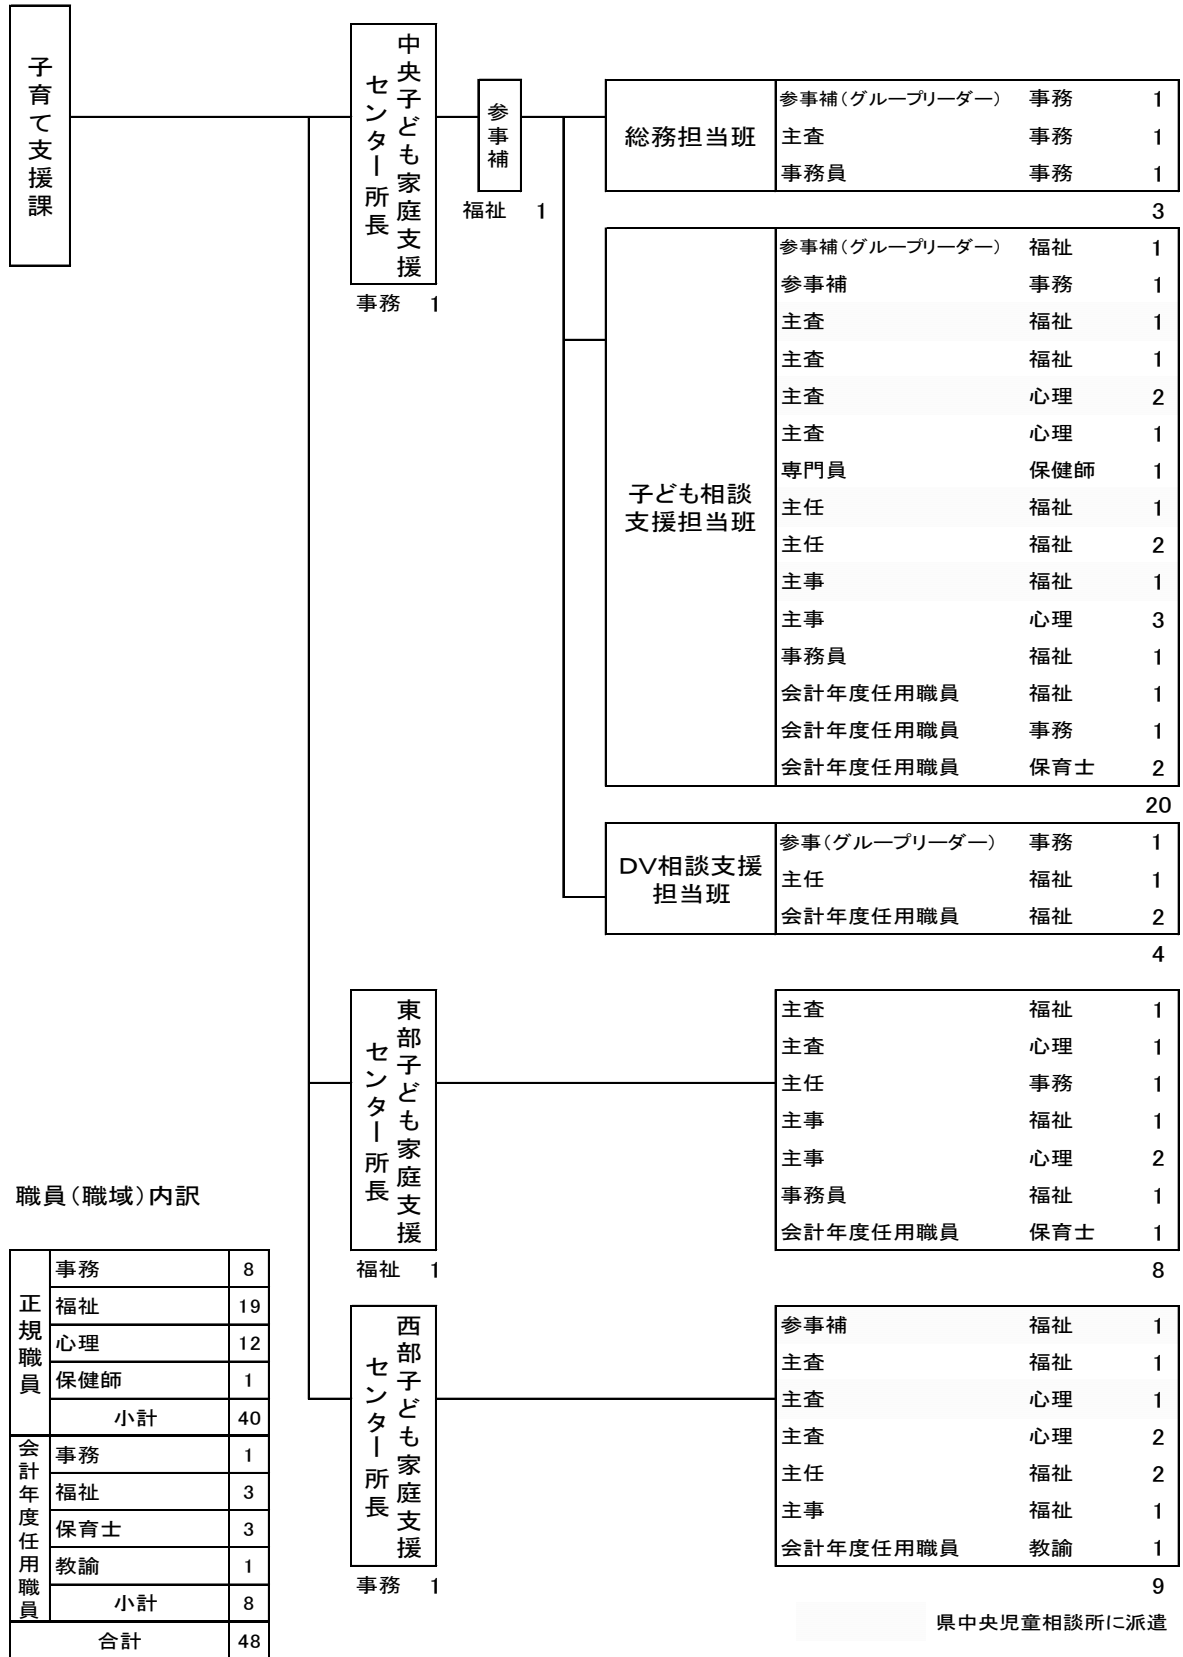 子育て支援課
中央子ども家庭支援
センター所長
事務 1
参事補
福祉 1
総務担当班
参事補(グループリーダー) 事務 1
主査 事務 1
事務員 事務 1
3
子ども相談
支援担当班
参事補(グループリーダー) 福祉 1
参事補 事務 1
主査 福祉 1
主査 福祉 1
主査 心理 2
主査 心理 1
専門員 保健師 1
主任 福祉 1
主任 福祉 2
主事 福祉 1
主事 心理 3
事務員 福祉 1
会計年度任用職員 福祉 1
会計年度任用職員 事務 1
会計年度任用職員 保育士 2
20
DV相談支援
担当班
参事(グループリーダー) 事務 1
主任 福祉 1
会計年度任用職員 福祉 2
4
東部子ども家庭支援
センター所長
福祉 1
主査 福祉 1
主査 心理 1
主任 事務 1
主事 福祉 1
主事 心理 2
事務員 福祉 1
会計年度任用職員 保育士 1
8
西部子ども家庭支援
センター所長
事務 1
参事補 福祉 1
主査 福祉 1
主査 心理 1
主査 心理 2
主任 福祉 2
主事 福祉 1
会計年度任用職員 教諭 1
9
県中央児童相談所に派遣
職員(職域)内訳
正規職員
事務 8
福祉 19
心理 12
保健師 1
小計 40
会計年度任用職員
事務 1
福祉 3
保育士 3
教諭 1
小計 8
合計 48